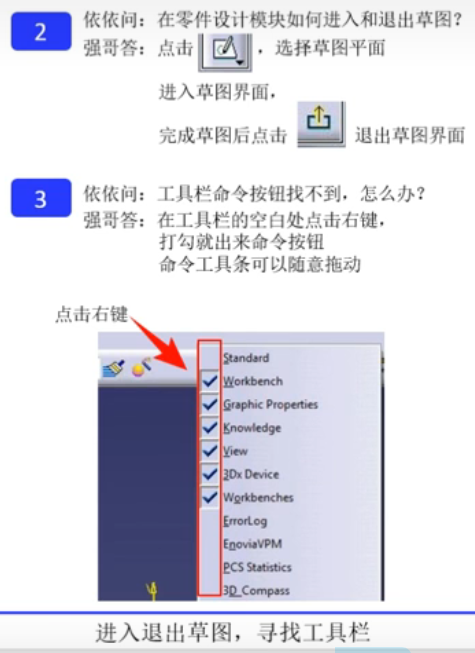 2
依依问：在零件设计模块如何进入和退出草图？
强哥答：点击 ，选择草图平面
进入草图界面，
完成草图后点击 退出草图界面
3
依依问：工具栏命令按钮找不到，怎么办？
强哥答：在工具栏的空白处点击右键，
打勾就出来命令按钮
命令工具条可以随意拖动
点击右键
Standard
Workbench
Graphic Properties
Knowledge
View
3Dx Device
Workbenches
ErrorLog
EnoviaVPM
PCS Statistics
3D_Compass
进入退出草图，寻找工具栏